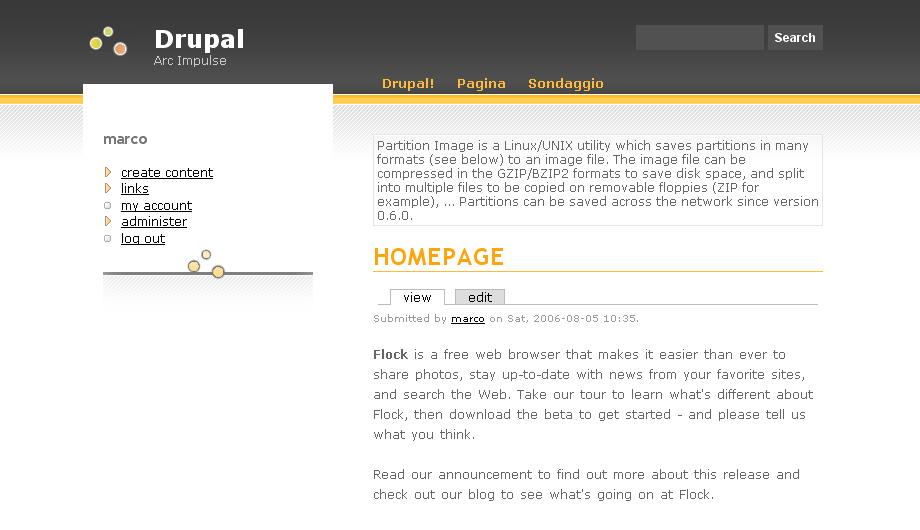 Drupal
Arc Impulse
Search
Drupal! Pagina Sondaggio
marco
create content
links
my account
administer
log out
Partition Image is a Linux/UNIX utility which saves partitions in many
formats (see below) to an image file. The image file can be
compressed in the GZIP/BZIP2 formats to save disk space, and split
into multiple files to be copied on removable floppies (ZIP for
example), ... Partitions can be saved across the network since version
0.6.0.
HOMEPAGE
view edit
Submitted by marco on Sat, 2006-08-05 10:35.
Flock is a free web browser that makes it easier than ever to
share photos, stay up-to-date with news from your favorite sites,
and search the Web. Take our tour to learn what's different about
Flock, then download the beta to get started - and please tell us
what you think.
Read our announcement to find out more about this release and
check out our blog to see what's going on at Flock.